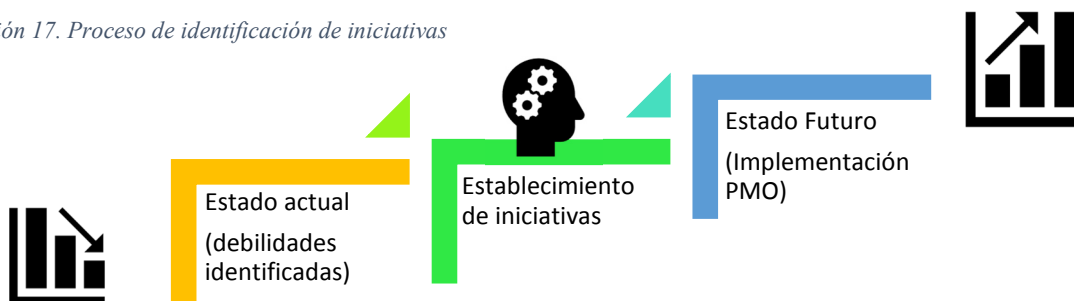 ón 17. Proceso de identificación de iniciativas
Estado actual
(debilidades
identificadas)
Establecimiento
de iniciativas
Estado Futuro
(Implementación
PMO)